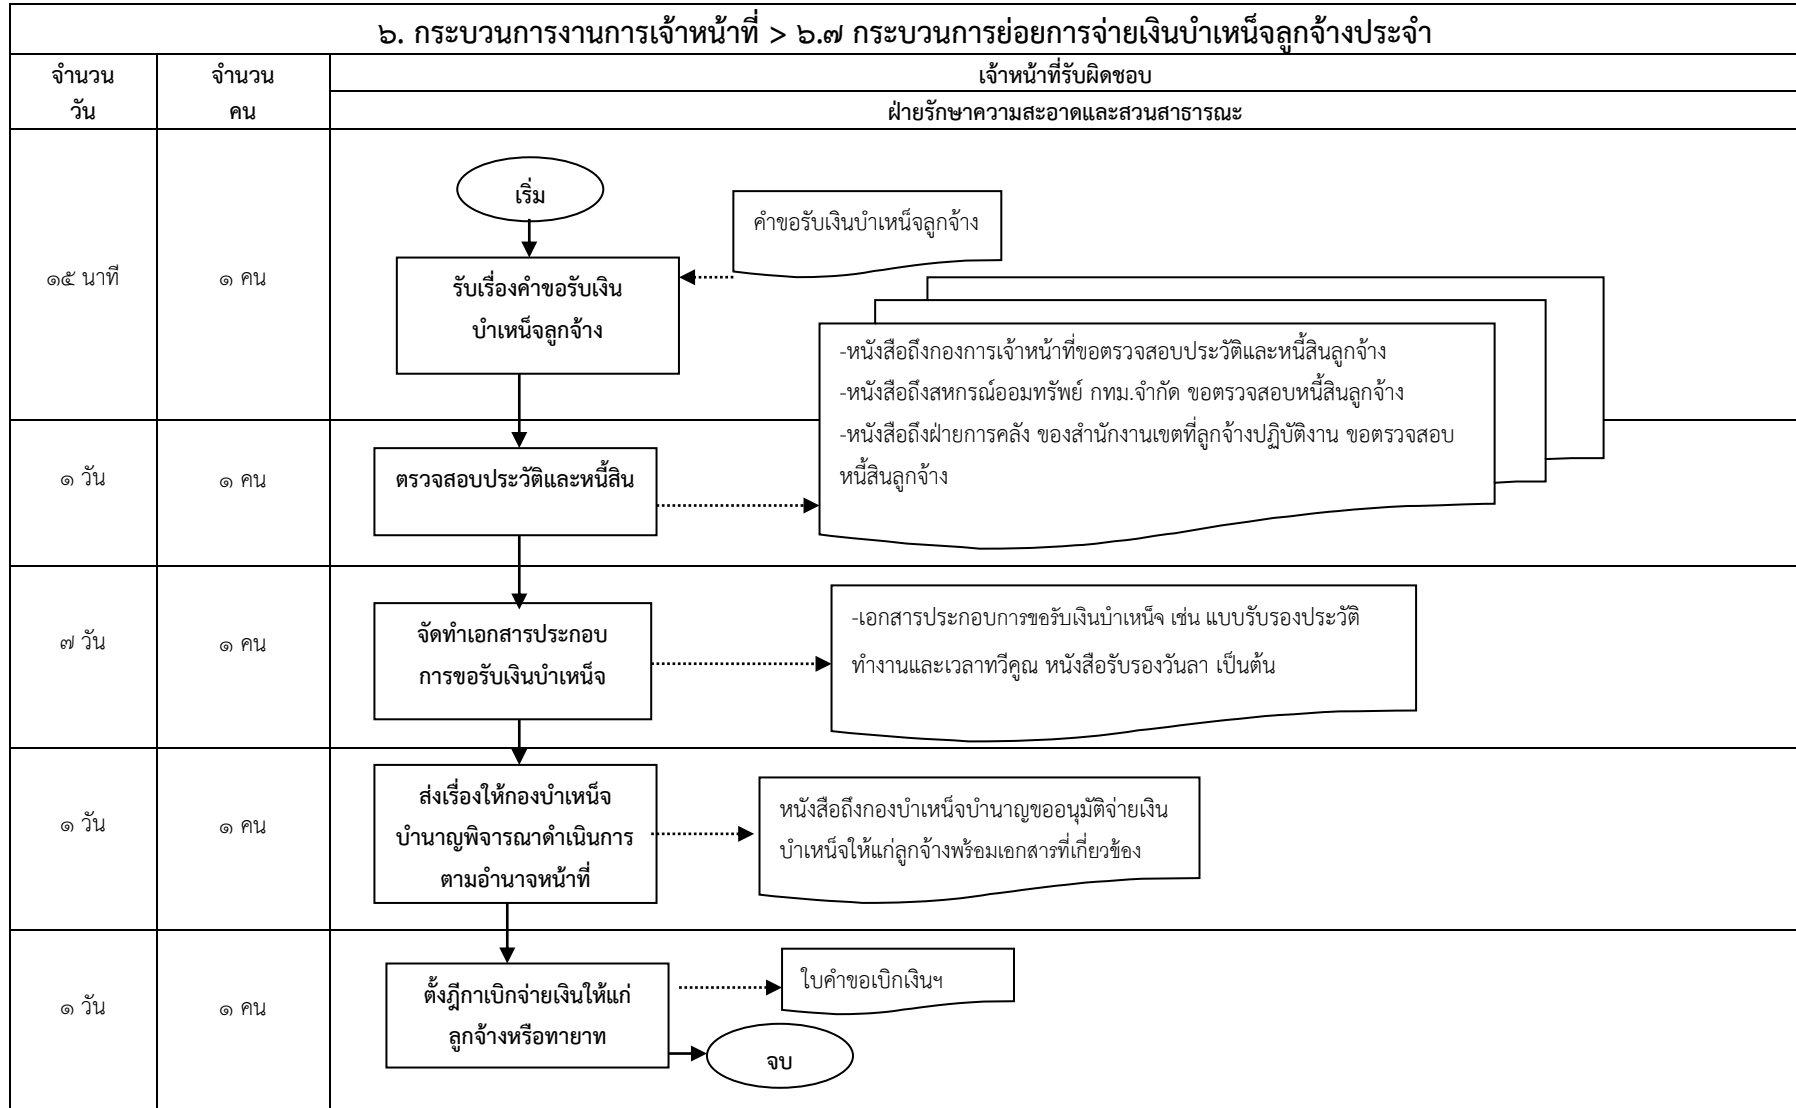 ๖. กระบวนการงานการเจ้าหน้าที่ > ๖.๗ กระบวนการย่อยการจ่ายเงินบำเหน็จลูกจ้างประจำ
จำนวน
วัน
จำนวน
คน
เจ้าหน้าที่รับผิดชอบ
ฝ่ายรักษาความสะอาดและสวนสาธารณะ
๑๕ นาที
๑ คน
เริ่ม
คำขอรับเงินบำเหน็จลูกจ้าง
รับเรื่องคำขอรับเงิน
บำเหน็จลูกจ้าง
-หนังสือถึงกองการเจ้าหน้าที่ขอตรวจสอบประวัติและหนี้สินลูกจ้าง
-หนังสือถึงสหกรณ์ออมทรัพย์ กทม.จำกัด ขอตรวจสอบหนี้สินลูกจ้าง
-หนังสือถึงฝ่ายการคลัง ของสำนักงานเขตที่ลูกจ้างปฏิบัติงาน ขอตรวจสอบ
หนี้สินลูกจ้าง
๑ วัน
๑ คน
ตรวจสอบประวัติและหนี้สิน
๗ วัน
๑ คน
จัดทำเอกสารประกอบ
การขอรับเงินบำเหน็จ
-เอกสารประกอบการขอรับเงินบำเหน็จ เช่น แบบรับรองประวัติ
ทำงานและเวลาทวีคูณ หนังสือรับรองวันลา เป็นต้น
๑ วัน
๑ คน
ส่งเรื่องให้กองบำเหน็จ
บำนาญพิจารณาดำเนินการ
ตามอำนาจหน้าที่
หนังสือถึงกองบำเหน็จบำนาญขออนุมัติจ่ายเงิน
บำเหน็จให้แก่ลูกจ้างพร้อมเอกสารที่เกี่ยวข้อง
๑ วัน
๑ คน
ตั้งฎีกาเบิกจ่ายเงินให้แก่
ลูกจ้างหรือทายาท
ใบคำขอเบิกเงินฯ
จบ